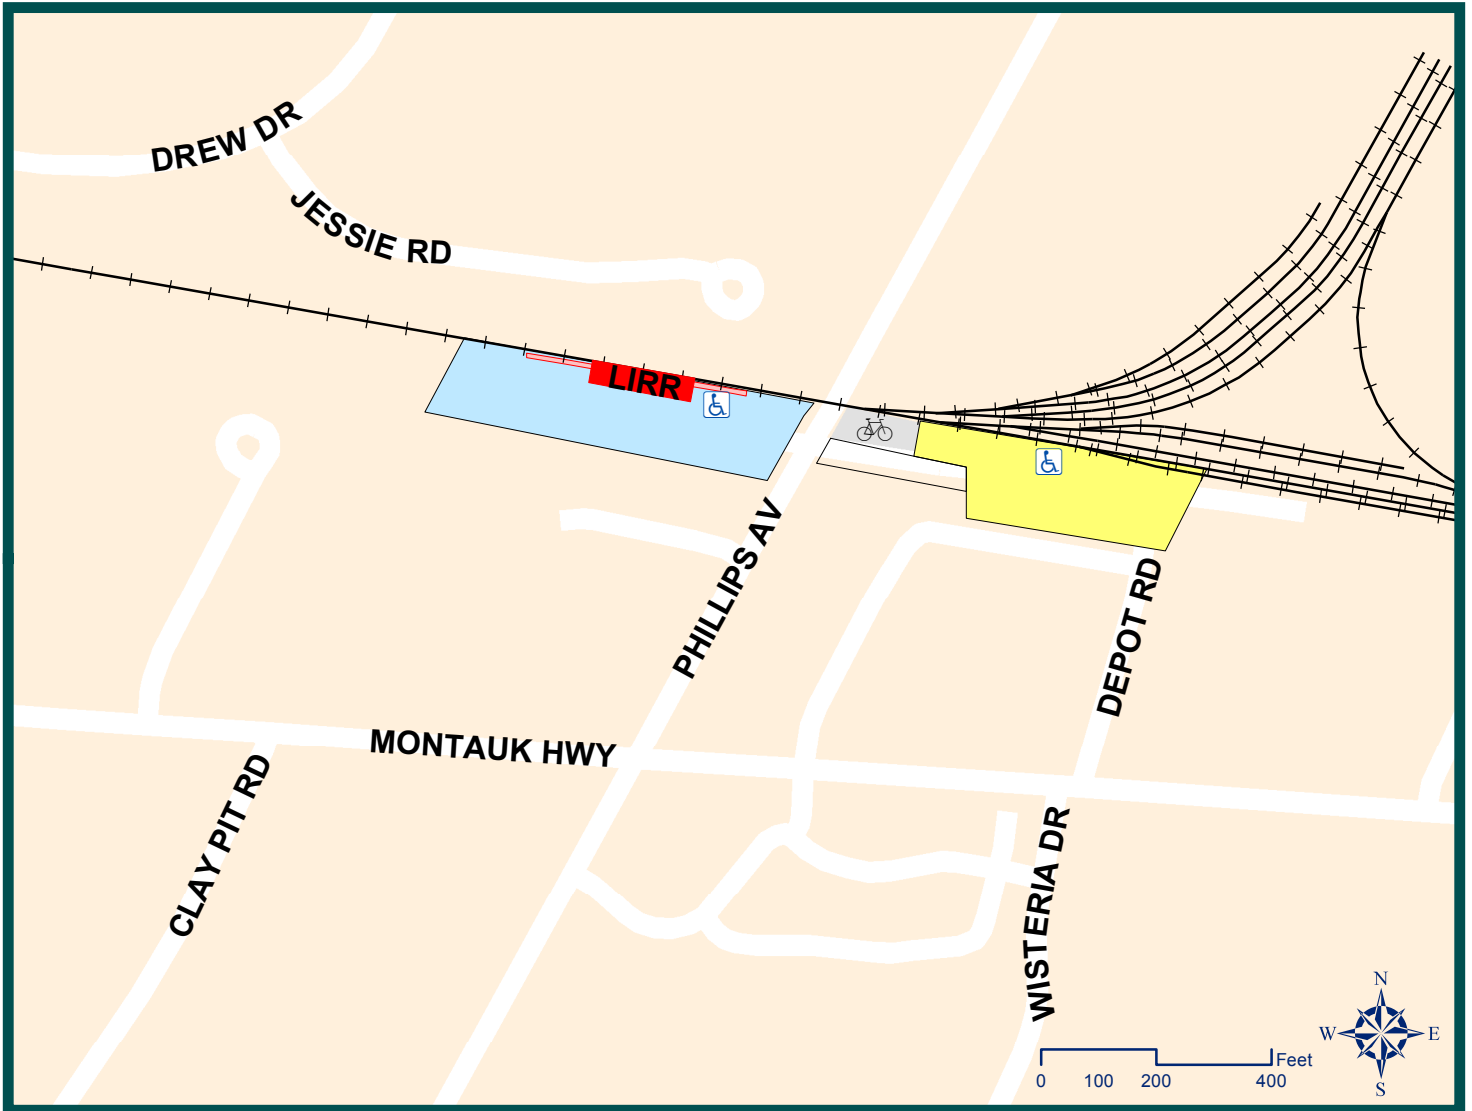 DREW DR
JESSIE RD
LIRR
PHILLIPS AV
DEPOT RD
MONTAUK HWY
CLAY PIT RD
WISTERIA DR
N
W E
S
Feet
0 100 200 400